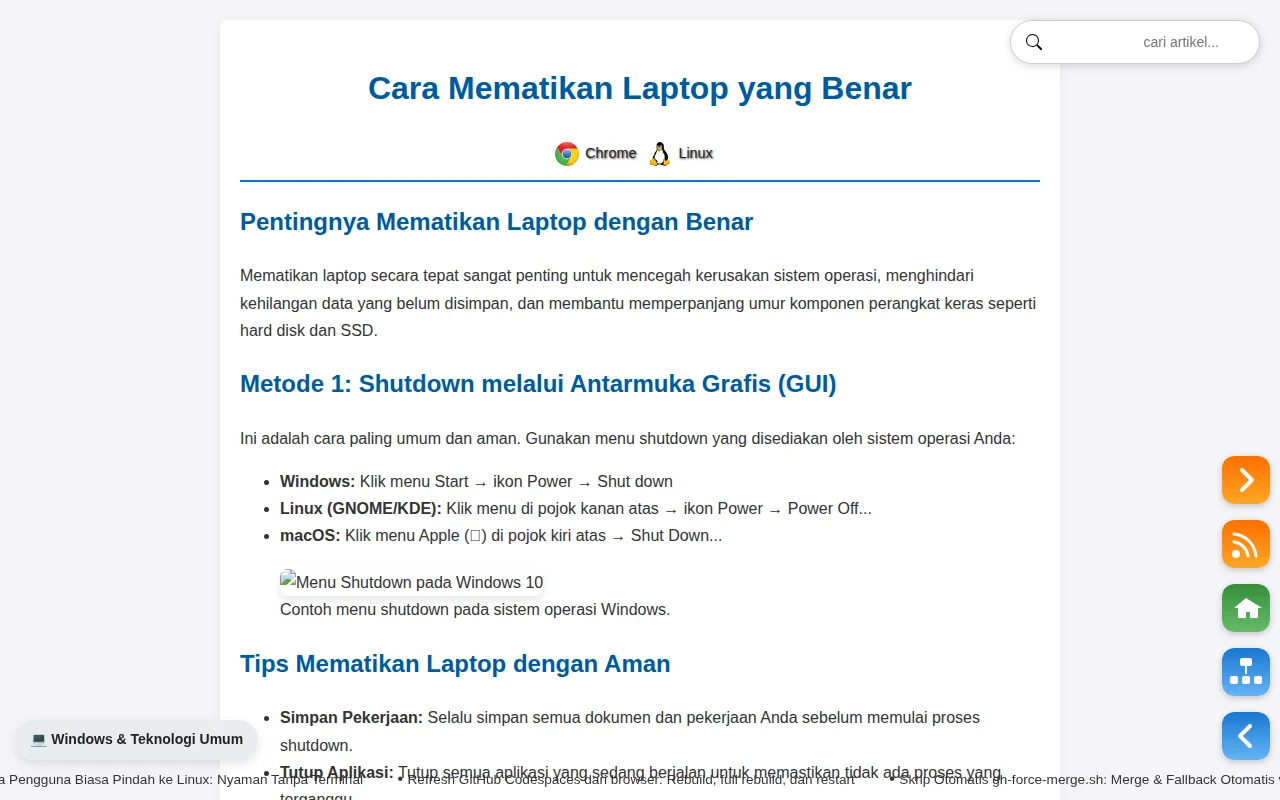 cari artikel...
Cara Mematikan Laptop yang Benar
Chrome Linux
Pentingnya Mematikan Laptop dengan Benar
Mematikan laptop secara tepat sangat penting untuk mencegah kerusakan sistem operasi, menghindari
kehilangan data yang belum disimpan, dan membantu memperpanjang umur komponen perangkat keras seperti
hard disk dan SSD.
Metode 1: Shutdown melalui Antarmuka Grafis (GUI)
Ini adalah cara paling umum dan aman. Gunakan menu shutdown yang disediakan oleh sistem operasi Anda:
• Windows: Klik menu Start → ikon Power → Shut down
• Linux (GNOME/KDE): Klik menu di pojok kanan atas → ikon Power → Power Off...
• macOS: Klik menu Apple () di pojok kiri atas → Shut Down...
Menu Shutdown pada Windows 10
Contoh menu shutdown pada sistem operasi Windows.
Tips Mematikan Laptop dengan Aman
• Simpan Pekerjaan: Selalu simpan semua dokumen dan pekerjaan Anda sebelum memulai proses
shutdown.
💻 Windows & Teknologi Umum
• Tutup Aplikasi: Tutup semua aplikasi yang sedang berjalan untuk memastikan tidak ada proses yang
a Pengguna Biasa Pindah ke Linux: Nyaman Tanpa Terminal • Refresh GitHub Codespaces dari browser: Rebuild, full rebuild, dan restart • Skrip Otomatis gh-force-merge.sh: Merge & Fallback Otomatis
terganggu.